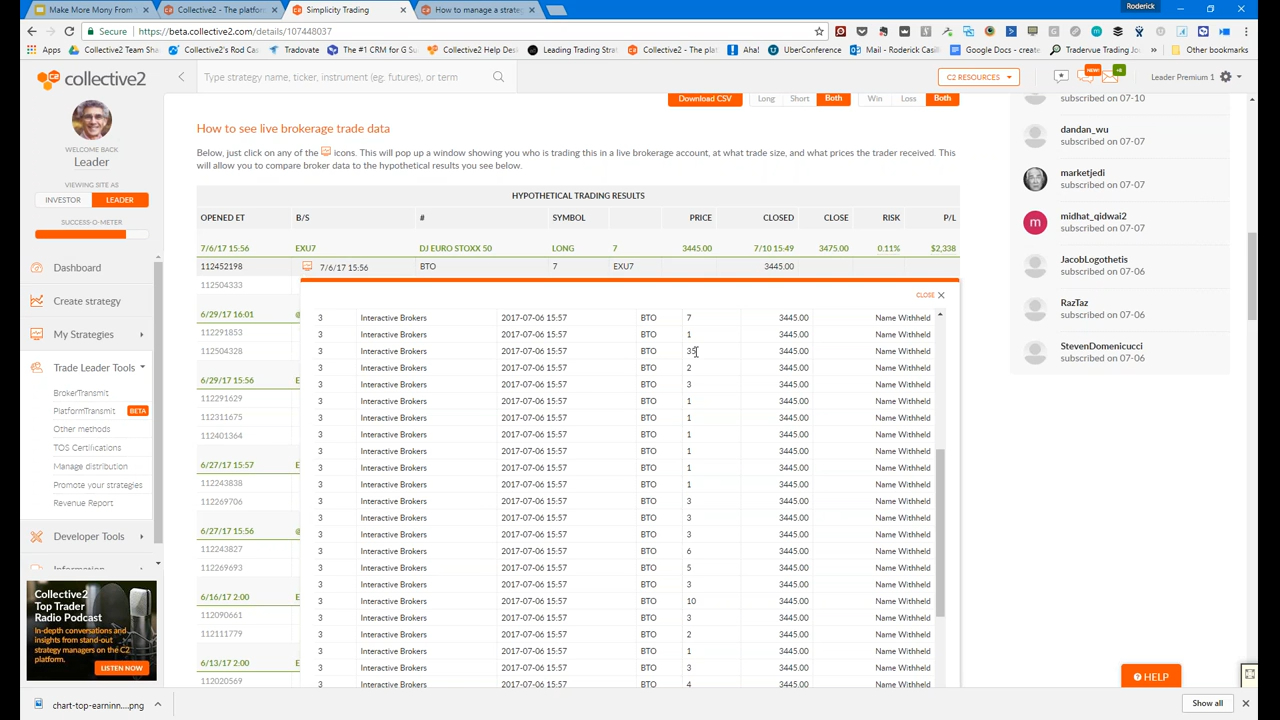 Make More Mony From
Collective2 - The platfor
Simplicity Trading
How to manage a strateg
Roderick
Secure | https://beta.collective2.com/details/107448037
Apps
Collective2 Team Sha
Collective2's Rod Cas
Tradovate
The #1 CRM for G Su
Collective2 Help Des
Leading Trading Strat
Collective2 - The plat
Aha!
UberConference
Mail - Roderick Casill
Google Docs - create
Tradervue Trading Jo
Other bookmarks
collective2
Type strategy name, ticker, instrument (eg:emini), or system
C2 RESOURCES
NEW!
+8
Leader Premium 1
WELCOME BACK
Leader
VIEWING SITE AS
INVESTOR
LEADER
SUCCESS-O-METER
Dashboard
Create strategy
My Strategies
Trade Leader Tools
BrokerTransmit
PlatformTransmit BETA
Other methods
TOS Certifications
Manage distribution
Promote your strategies
Revenue Report
Developer Tools
Information
Collective2
Top Trader
Radio Podcast
In-depth conversations and
insights from stand-out
strategy managers on the C2
platform.
LISTEN NOW
Download CSV
Long Short Both
Win Loss Both
How to see live brokerage trade data
Below, just click on any of the icons. This will pop up a window showing you who is trading this in a live brokerage account, at what trade size, and what prices the trader received. This
will allow you to compare broker data to the hypothetical results you see below.
HYPOTHETICAL TRADING RESULTS
OPENED ET B/S # SYMBOL PRICE CLOSED CLOSE RISK P/L
7/6/17 15:56 EXU7 DJ EURO STOXX 50 LONG 7 3445.00 7/10 15:49 3475.00 0.11% $2,338
112452198 7/6/17 15:56 BTO 7 EXU7 3445.00
112504333
6/29/17 16:01 @
112291853
112504328
6/29/17 15:56 E
112291629
112311675
112401364
6/27/17 15:57 E
112243838
112269706
6/27/17 15:56 @
112243827
112269693
6/16/17 2:00 E
112090661
112111779
6/13/17 2:00 E
112020569
CLOSE
3 Interactive Brokers 2017-07-06 15:57 BTO 7 3445.00 Name Withheld
3 Interactive Brokers 2017-07-06 15:57 BTO 1 3445.00 Name Withheld
3 Interactive Brokers 2017-07-06 15:57 BTO 35 3445.00 Name Withheld
3 Interactive Brokers 2017-07-06 15:57 BTO 2 3445.00 Name Withheld
3 Interactive Brokers 2017-07-06 15:57 BTO 3 3445.00 Name Withheld
3 Interactive Brokers 2017-07-06 15:57 BTO 1 3445.00 Name Withheld
3 Interactive Brokers 2017-07-06 15:57 BTO 1 3445.00 Name Withheld
3 Interactive Brokers 2017-07-06 15:57 BTO 1 3445.00 Name Withheld
3 Interactive Brokers 2017-07-06 15:57 BTO 1 3445.00 Name Withheld
3 Interactive Brokers 2017-07-06 15:57 BTO 1 3445.00 Name Withheld
3 Interactive Brokers 2017-07-06 15:57 BTO 1 3445.00 Name Withheld
3 Interactive Brokers 2017-07-06 15:57 BTO 3 3445.00 Name Withheld
3 Interactive Brokers 2017-07-06 15:57 BTO 3 3445.00 Name Withheld
3 Interactive Brokers 2017-07-06 15:57 BTO 3 3445.00 Name Withheld
3 Interactive Brokers 2017-07-06 15:57 BTO 6 3445.00 Name Withheld
3 Interactive Brokers 2017-07-06 15:57 BTO 5 3445.00 Name Withheld
3 Interactive Brokers 2017-07-06 15:57 BTO 3 3445.00 Name Withheld
3 Interactive Brokers 2017-07-06 15:57 BTO 10 3445.00 Name Withheld
3 Interactive Brokers 2017-07-06 15:57 BTO 3 3445.00 Name Withheld
3 Interactive Brokers 2017-07-06 15:57 BTO 2 3445.00 Name Withheld
3 Interactive Brokers 2017-07-06 15:57 BTO 1 3445.00 Name Withheld
3 Interactive Brokers 2017-07-06 15:57 BTO 3 3445.00 Name Withheld
3 Interactive Brokers 2017-07-06 15:57 BTO 4 3445.00 Name Withheld
subscribed on 07-10
dandan_wu
subscribed on 07-07
marketjedi
subscribed on 07-07
m
midhat_qidwai2
subscribed on 07-07
JacobLogothetis
subscribed on 07-06
RazTaz
subscribed on 07-06
StevenDomenicucci
subscribed on 07-06
HELP
chart-top-earninn....png
Show all